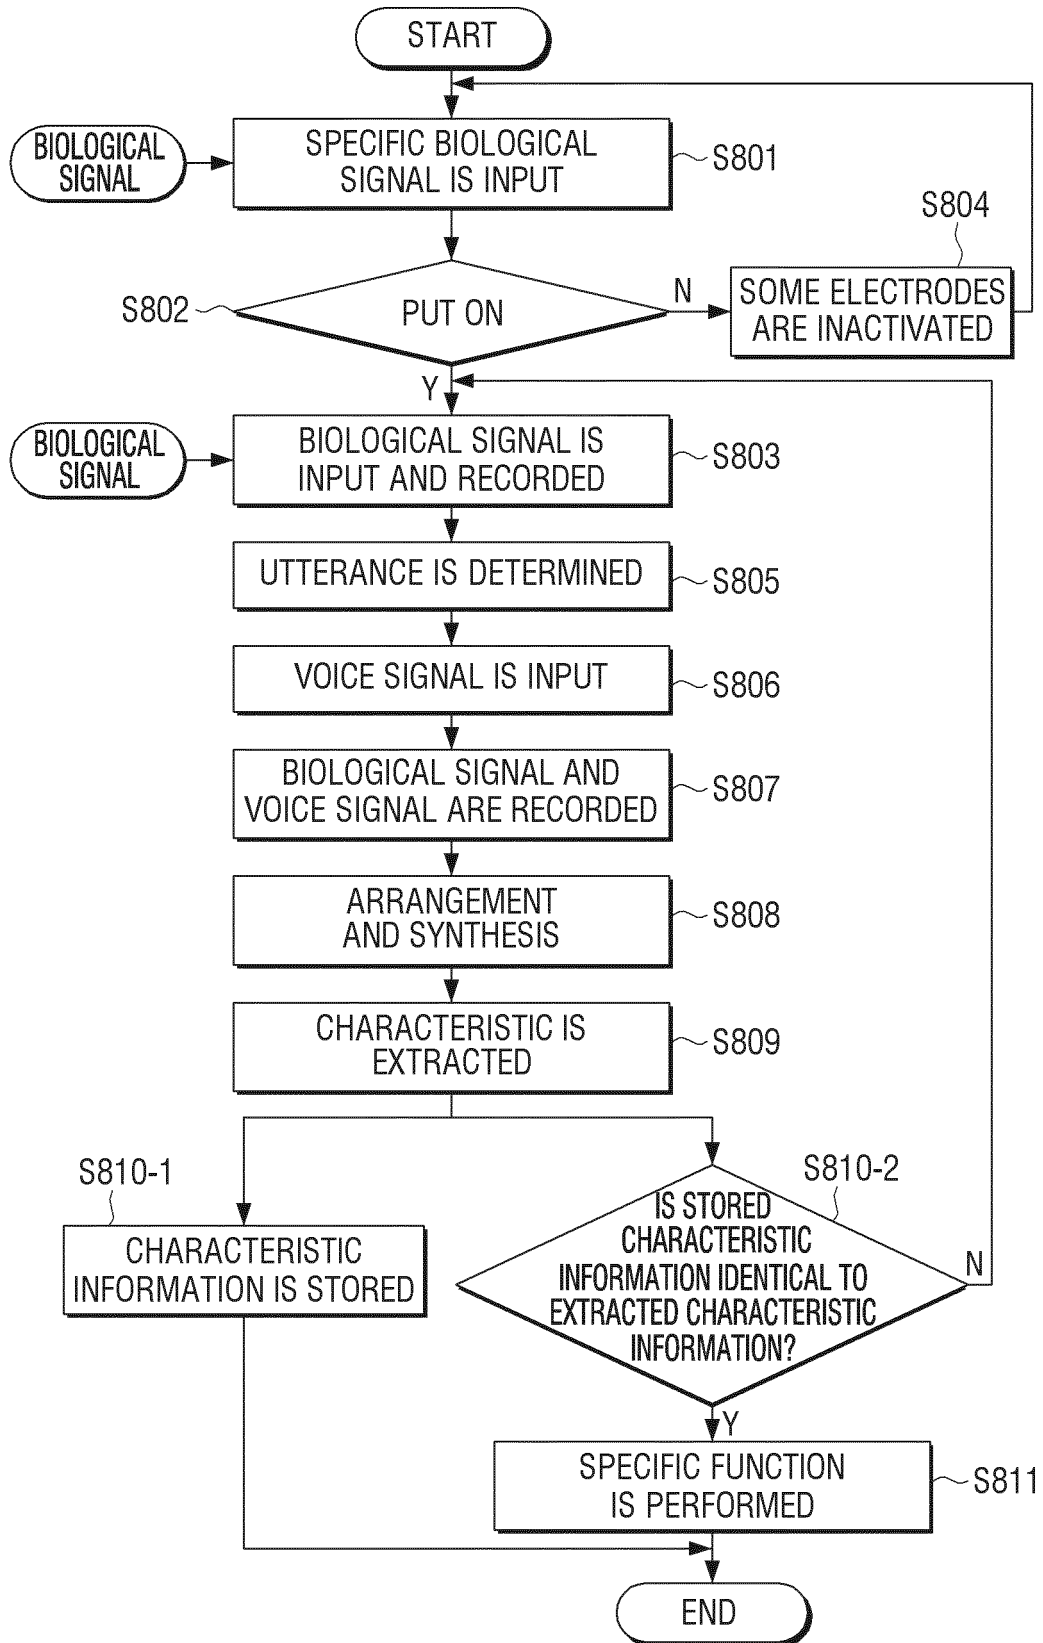 START
BIOLOGICAL
SIGNAL
SPECIFIC BIOLOGICAL
SIGNAL IS INPUT
S801
S802
PUT ON
N
S804
SOME ELECTRODES
ARE INACTIVATED
Y
BIOLOGICAL
SIGNAL
BIOLOGICAL SIGNAL IS
INPUT AND RECORDED
S803
UTTERANCE IS DETERMINED
S805
VOICE SIGNAL IS INPUT
S806
BIOLOGICAL SIGNAL AND
VOICE SIGNAL ARE RECORDED
S807
ARRANGEMENT
AND SYNTHESIS
S808
CHARACTERISTIC IS
EXTRACTED
S809
S810-1
CHARACTERISTIC
INFORMATION IS STORED
S810-2
IS STORED
CHARACTERISTIC
INFORMATION IDENTICAL TO
EXTRACTED CHARACTERISTIC
INFORMATION?
N
Y
SPECIFIC FUNCTION
IS PERFORMED
S811
END